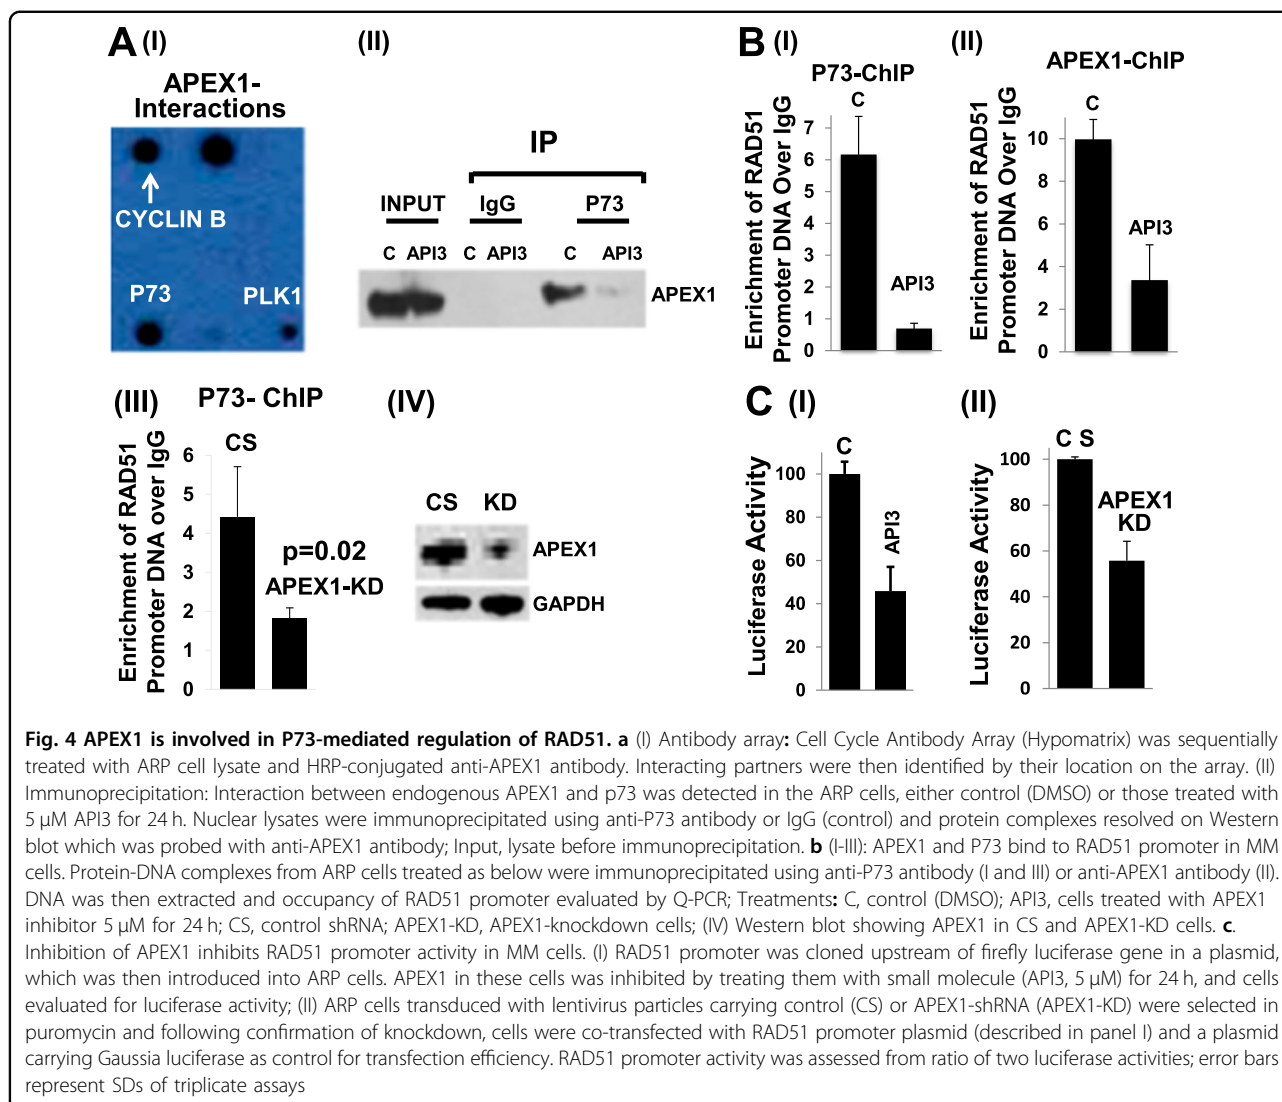 A (I)
APEX1-
Interactions
CYCLIN B
P73
PLK1
(II)
IP
INPUT IgG P73
C API3 C API3 C API3
APEX1
B (I)
P73-ChIP
Enrichment of RAD51
Promoter DNA Over IgG
7
6
5
4
3
2
1
0
C
API3
(II)
APEX1-ChIP
Enrichment of RAD51
Promoter DNA Over IgG
10
8
6
4
2
0
C
API3
(III)
P73- ChIP
Enrichment of RAD51
Promoter DNA over IgG
6
5
4
3
2
1
0
CS
p=0.02
APEX1-KD
(IV)
CS KD
APEX1
GAPDH
C (I)
Luciferase Activity
100
80
60
40
20
0
C
API3
(II)
Luciferase Activity
100
80
60
40
20
0
C S
APEX1
KD
Fig. 4 APEX1 is involved in P73-mediated regulation of RAD51. a (I) Antibody array: Cell Cycle Antibody Array (Hypomatrix) was sequentially
treated with ARP cell lysate and HRP-conjugated anti-APEX1 antibody. Interacting partners were then identified by their location on the array. (II)
Immunoprecipitation: Interaction between endogenous APEX1 and p73 was detected in the ARP cells, either control (DMSO) or those treated with
5 μM API3 for 24 h. Nuclear lysates were immunoprecipitated using anti-P73 antibody or IgG (control) and protein complexes resolved on Western
blot which was probed with anti-APEX1 antibody; Input, lysate before immunoprecipitation. b (I-III): APEX1 and P73 bind to RAD51 promoter in MM
cells. Protein-DNA complexes from ARP cells treated as below were immunoprecipitated using anti-P73 antibody (I and III) or anti-APEX1 antibody (II).
DNA was then extracted and occupancy of RAD51 promoter evaluated by Q-PCR; Treatments: C, control (DMSO); API3, cells treated with APEX1
inhibitor 5 μM for 24 h; CS, control shRNA; APEX1-KD, APEX1-knockdown cells; (IV) Western blot showing APEX1 in CS and APEX1-KD cells. c.
Inhibition of APEX1 inhibits RAD51 promoter activity in MM cells. (I) RAD51 promoter was cloned upstream of firefly luciferase gene in a plasmid,
which was then introduced into ARP cells. APEX1 in these cells was inhibited by treating them with small molecule (API3, 5 μM) for 24 h, and cells
evaluated for luciferase activity; (II) ARP cells transduced with lentivirus particles carrying control (CS) or APEX1-shRNA (APEX1-KD) were selected in
puromycin and following confirmation of knockdown, cells were co-transfected with RAD51 promoter plasmid (described in panel I) and a plasmid
carrying Gaussia luciferase as control for transfection efficiency. RAD51 promoter activity was assessed from ratio of two luciferase activities; error bars
represent SDs of triplicate assays